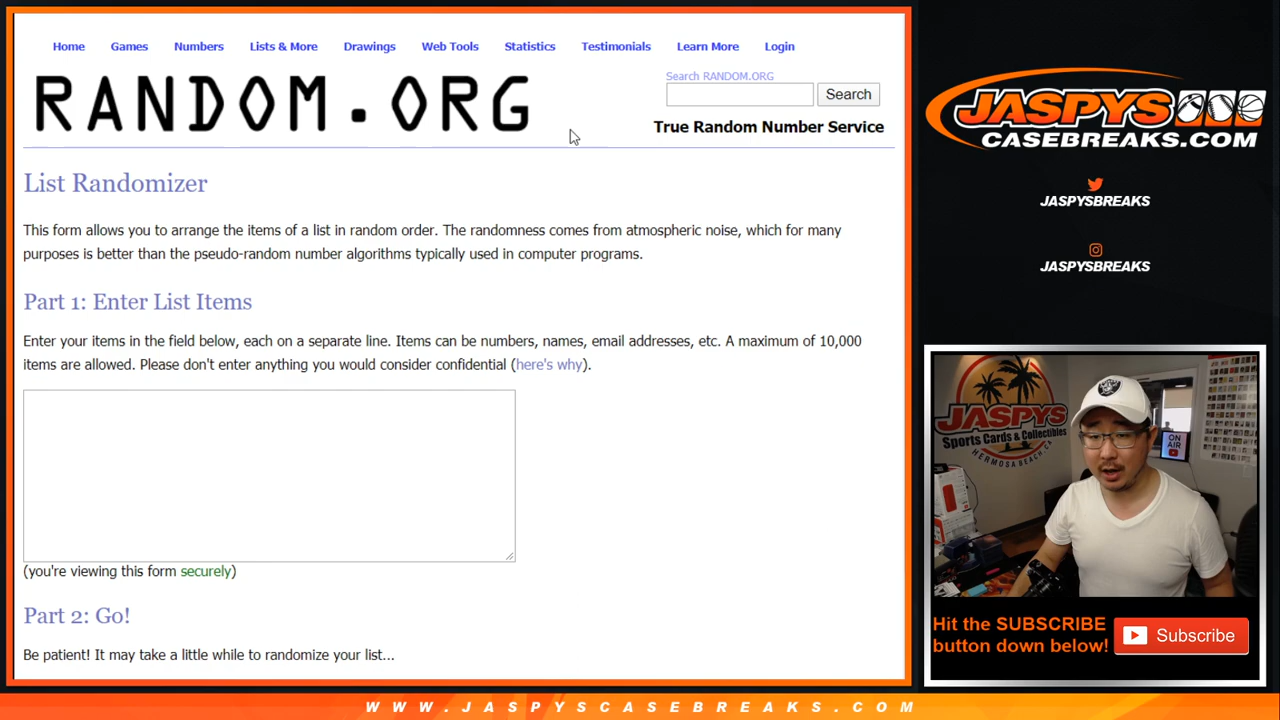 Home Games Numbers Lists & More Drawings Web Tools Statistics Testimonials Learn More Login
RANDOM.ORG
Search RANDOM.ORG
Search
True Random Number Service
List Randomizer
This form allows you to arrange the items of a list in random order. The randomness comes from atmospheric noise, which for many
purposes is better than the pseudo-random number algorithms typically used in computer programs.
Part 1: Enter List Items
Enter your items in the field below, each on a separate line. Items can be numbers, names, email addresses, etc. A maximum of 10,000
items are allowed. Please don't enter anything you would consider confidential (here's why).
(you're viewing this form securely)
Part 2: Go!
Be patient! It may take a little while to randomize your list...
JASPYS
CASEBREAKS.COM
JASPYSBREAKS
JASPYSBREAKS
JASPYS
Sports Cards & Collectibles
HERMOSA BEACH, CA
ON
AIR
Hit the SUBSCRIBE
button down below!
Subscribe
WWW.JASPYSCASEBREAKS.COM